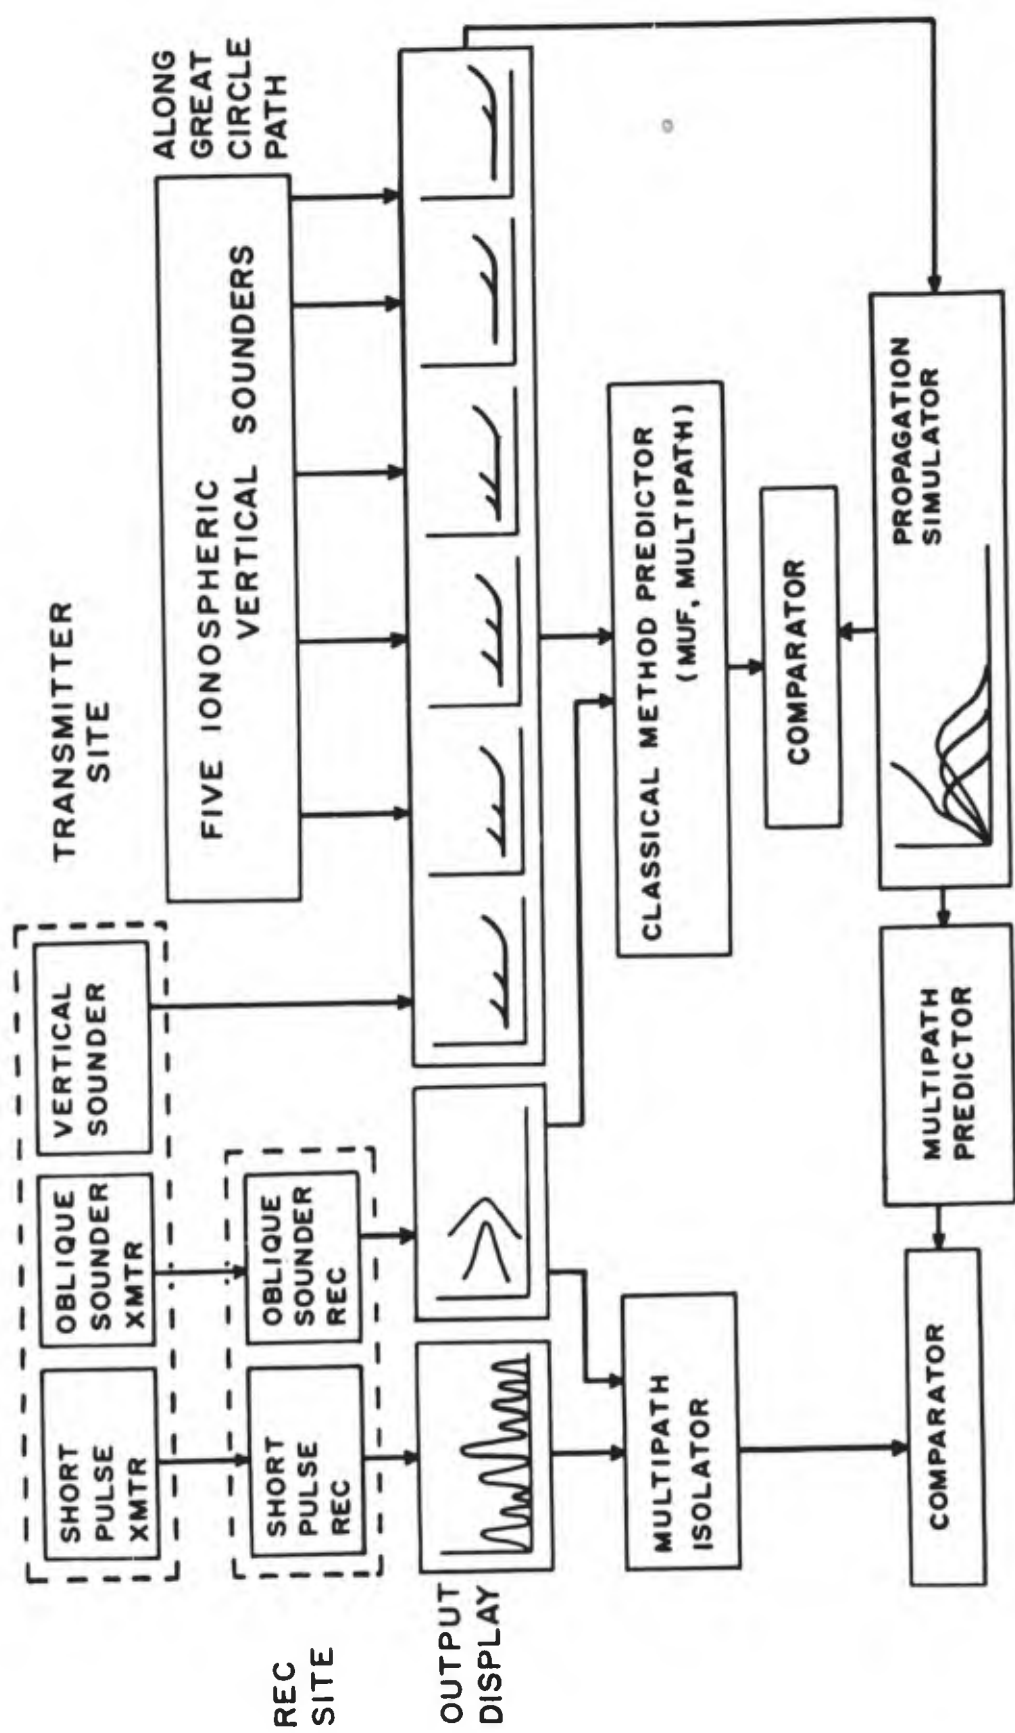 TRANSMITTER
SITE
SHORT
PULSE
XMTR
OBLIQUE
SOUNDER
XMTR
VERTICAL
SOUNDER
FIVE IONOSPHERIC
VERTICAL SOUNDERS
ALONG
GREAT
CIRCLE
PATH
REC
SITE
SHORT
PULSE
REC
OBLIQUE
SOUNDER
REC
OUTPUT
DISPLAY
MULTIPATH
ISOLATOR
CLASSICAL METHOD PREDICTOR
(MUF, MULTIPATH)
COMPARATOR
COMPARATOR
MULTIPATH
PREDICTOR
PROPAGATION
SIMULATOR